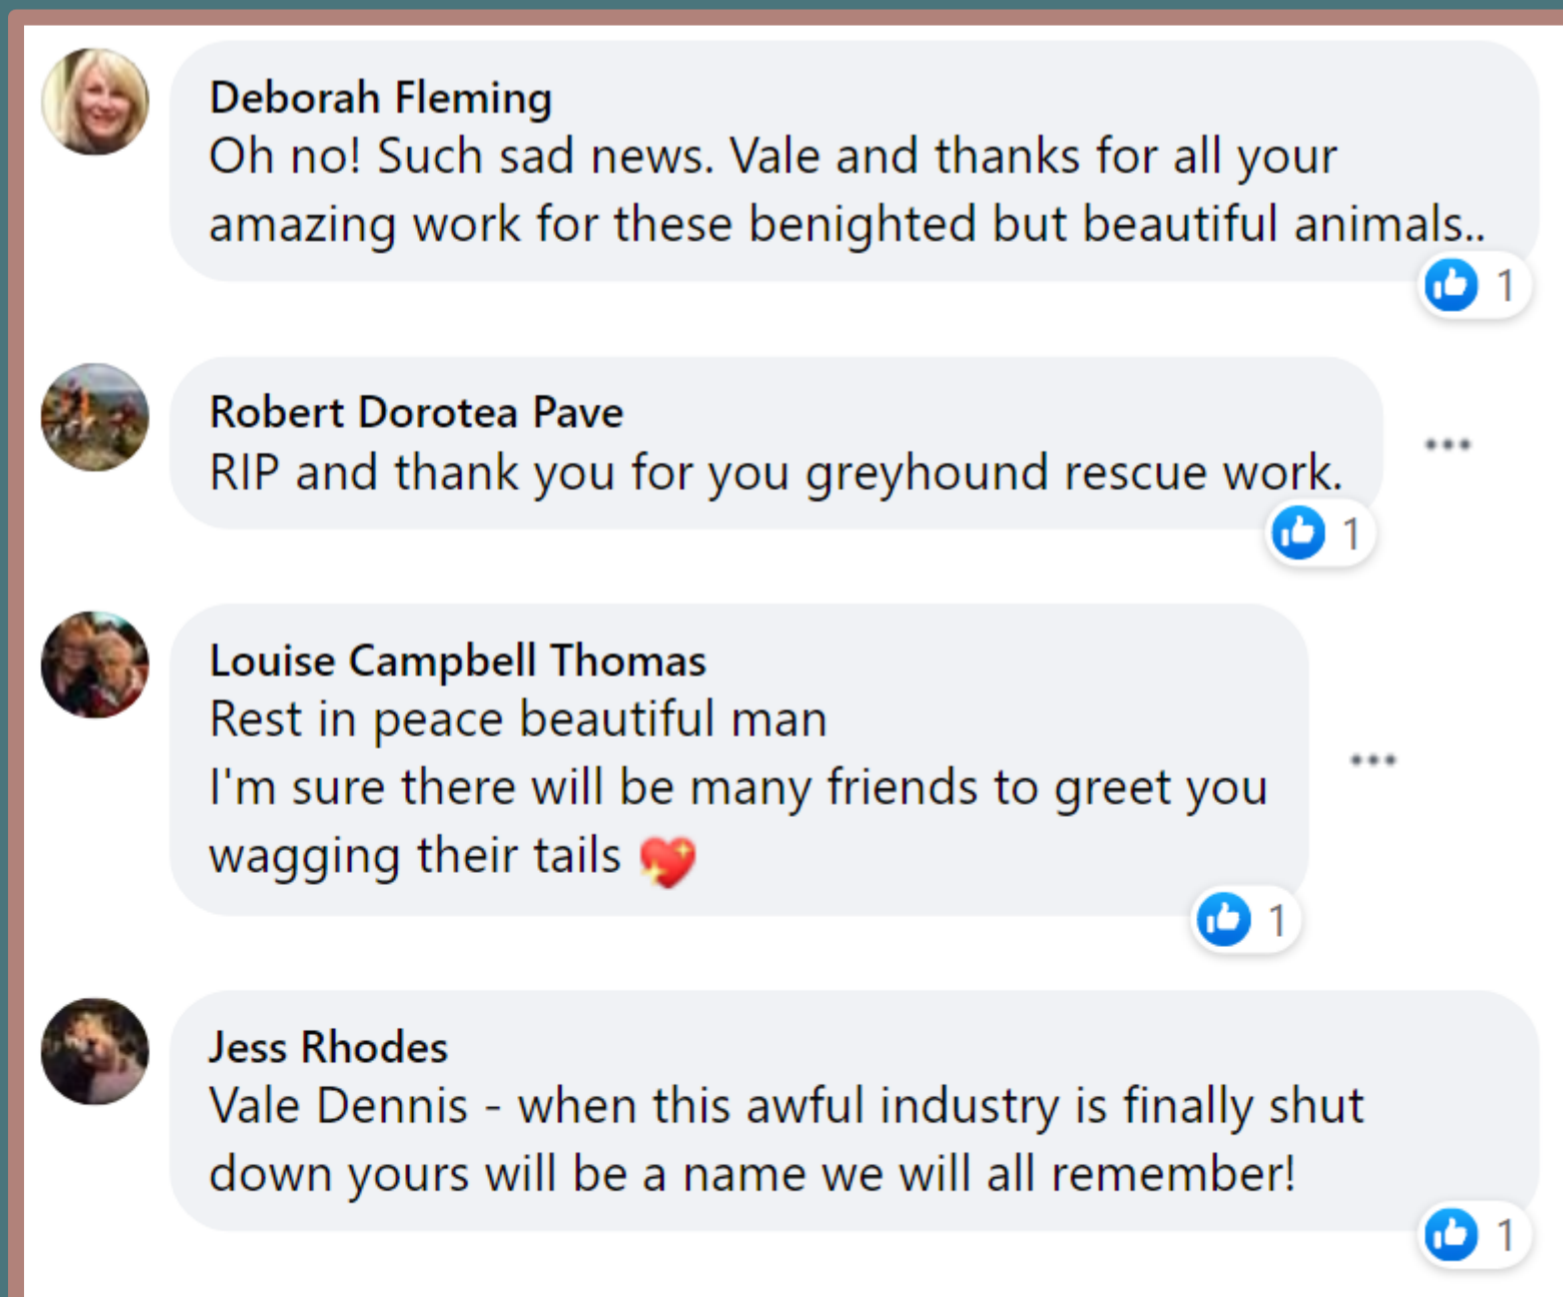 Deborah Fleming
Oh no! Such sad news. Vale and thanks for all your
amazing work for these benighted but beautiful animals..
1
Robert Dorotea Pave
RIP and thank you for you greyhound rescue work.
1
Louise Campbell Thomas
Rest in peace beautiful man
I'm sure there will be many friends to greet you
wagging their tails 💖
1
Jess Rhodes
Vale Dennis - when this awful industry is finally shut
down yours will be a name we will all remember!
1